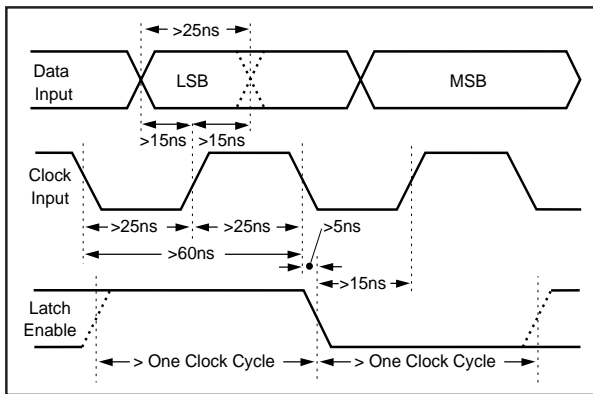 >25ns
Data
Input
LSB
MSB
>15ns >15ns
Clock
Input
>25ns >25ns
>5ns
>60ns
>15ns
Latch
Enable
> One Clock Cycle > One Clock Cycle